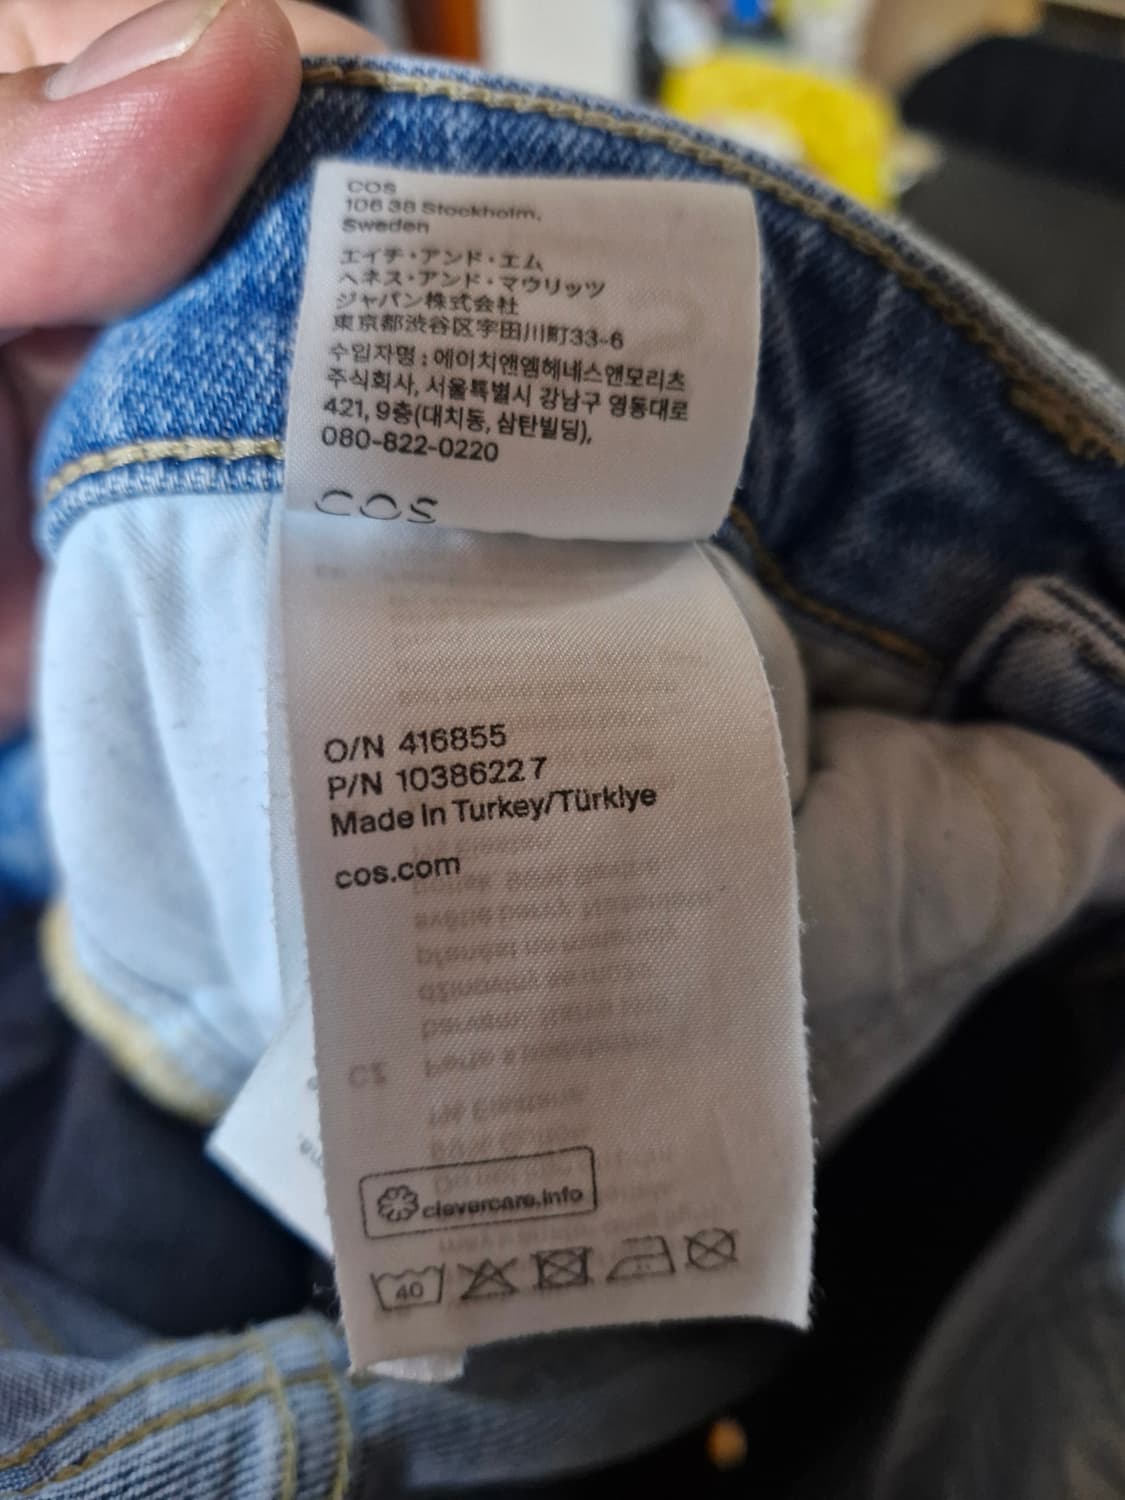 COS
106 38 Stockholm,
Sweden
エイチ・アンド・エム
ヘネス・アンド・マウリッツ
ジャパン株式会社
東京都渋谷区宇田川町33-6
수입자명 : 에이치앤엠헤네스앤모리츠
주식회사, 서울특별시 강남구 영동대로
421, 9층(대치동, 삼탄빌딩),
080-822-0220
COS
O/N 416855
P/N 10386227
Made In Turkey/Türkiye
cos.com
clevercare.info
40